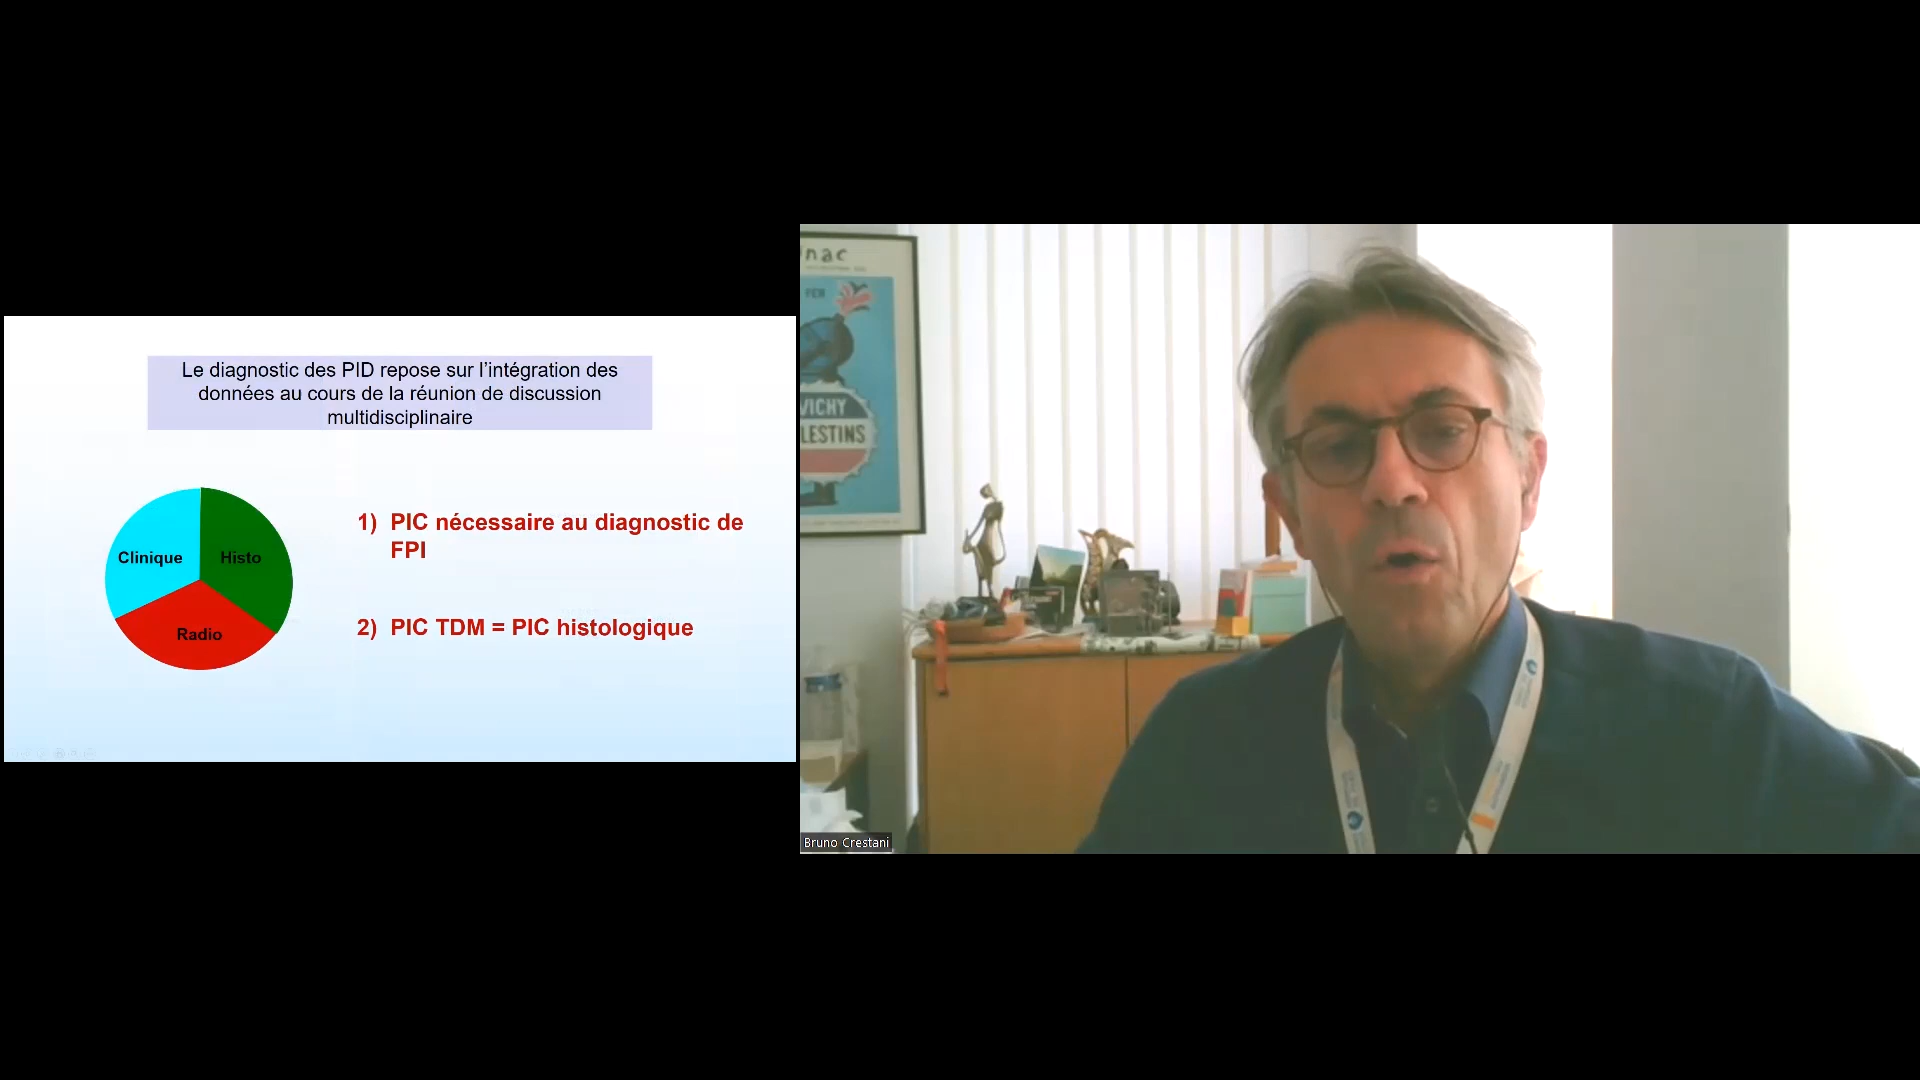 Le diagnostic des PID repose sur l’intégration des
données au cours de la réunion de discussion
multidisciplinaire
Clinique
Histo
Radio
1) PIC nécessaire au diagnostic de
FPI
2) PIC TDM = PIC histologique
nac
VICHY
LESTINS
Bruno Crestani